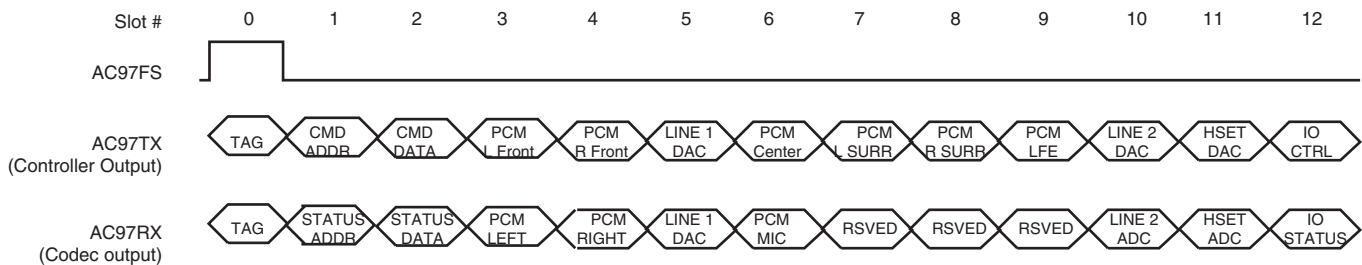 Slot # 0 1 2 3 4 5 6 7 8 9 10 11 12
AC97FS
AC97TX
(Controller Output)
TAG
CMD
ADDR
CMD
DATA
PCM
L Front
PCM
R Front
LINE 1
DAC
PCM
Center
PCM
L SURR
PCM
R SURR
PCM
LFE
LINE 2
DAC
HSET
DAC
IO
CTRL
AC97RX
(Codec output)
TAG
STATUS
ADDR
STATUS
DATA
PCM
LEFT
PCM
RIGHT
LINE 1
DAC
PCM
MIC
RSVED
RSVED
RSVED
LINE 2
ADC
HSET
ADC
IO
STATUS